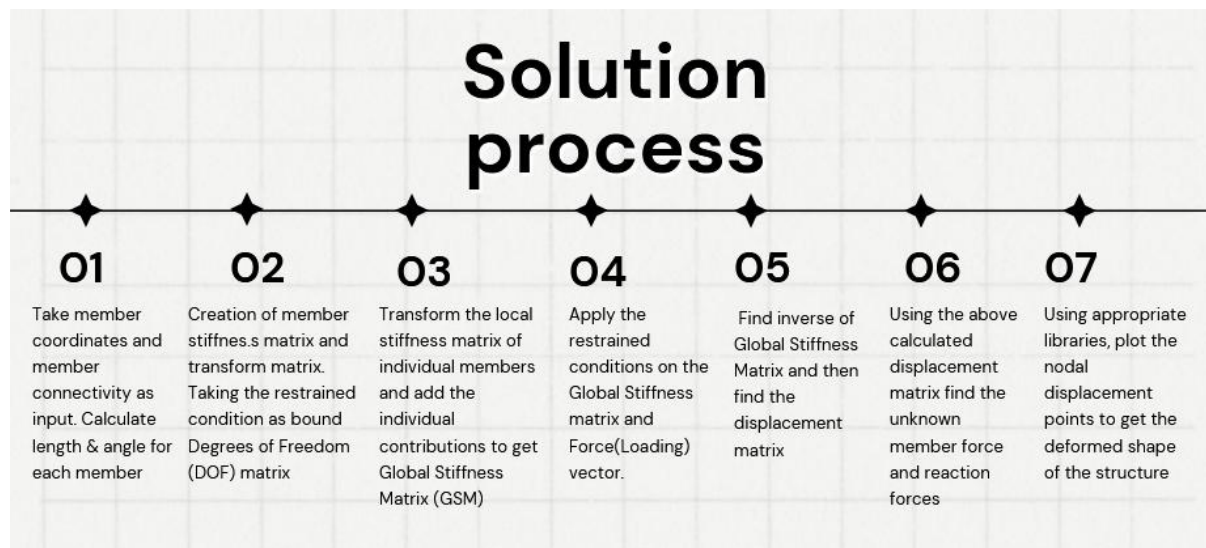 Solution
process
01
Take member
coordinates and
member
connectivity as
input. Calculate
length & angle for
each member
02
Creation of member
stiffnes.s matrix and
transform matrix.
Taking the restrained
condition as bound
Degrees of Freedom
(DOF) matrix
03
Transform the local
stiffness matrix of
individual members
and add the
individual
contributions to get
Global Stiffness
Matrix (GSM)
04
Apply the
restrained
conditions on the
Global Stiffness
matrix and
Force(Loading)
vector.
05
Find inverse of
Global Stiffness
Matrix and then
find the
displacement
matrix
06
Using the above
calculated
displacement
matrix find the
unknown
member force
and reaction
forces
07
Using appropriate
libraries, plot the
nodal
displacement
points to get the
deformed shape
of the structure